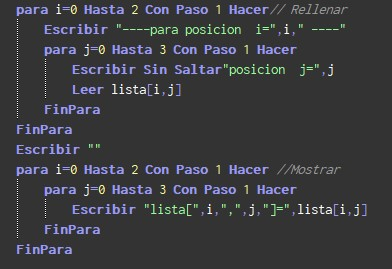 para i=0 Hasta 2 Con Paso 1 Hacer// Rellenar
Escribir "----para posicion  i=",i," ----"
para j=0 Hasta 3 Con Paso 1 Hacer
Escribir Sin Saltar"posicion  j=",j
Leer lista[i,j]
FinPara
FinPara
Escribir ""
para i=0 Hasta 2 Con Paso 1 Hacer //Mostrar
para j=0 Hasta 3 Con Paso 1 Hacer
Escribir "lista[",i,",",j,"]=",lista[i,j]
FinPara
FinPara